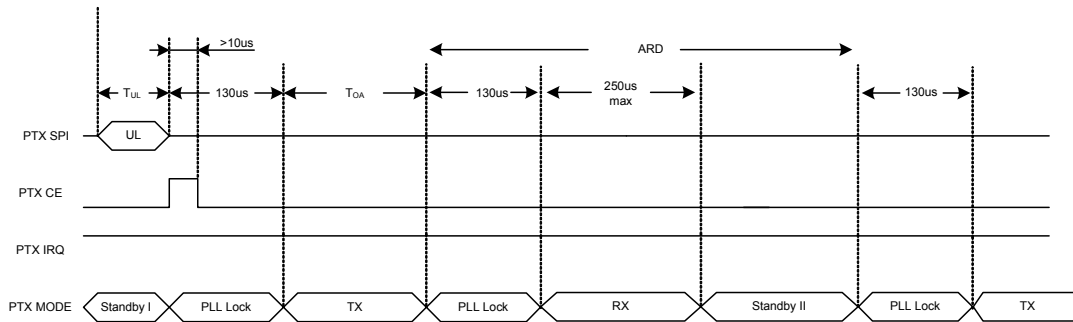 >10us
ARD
TUL
130us
TOA
130us
250us
max
130us
PTX SPI
UL
PTX CE
PTX IRQ
PTX MODE
Standby I
PLL Lock
TX
PLL Lock
RX
Standby II
PLL Lock
TX